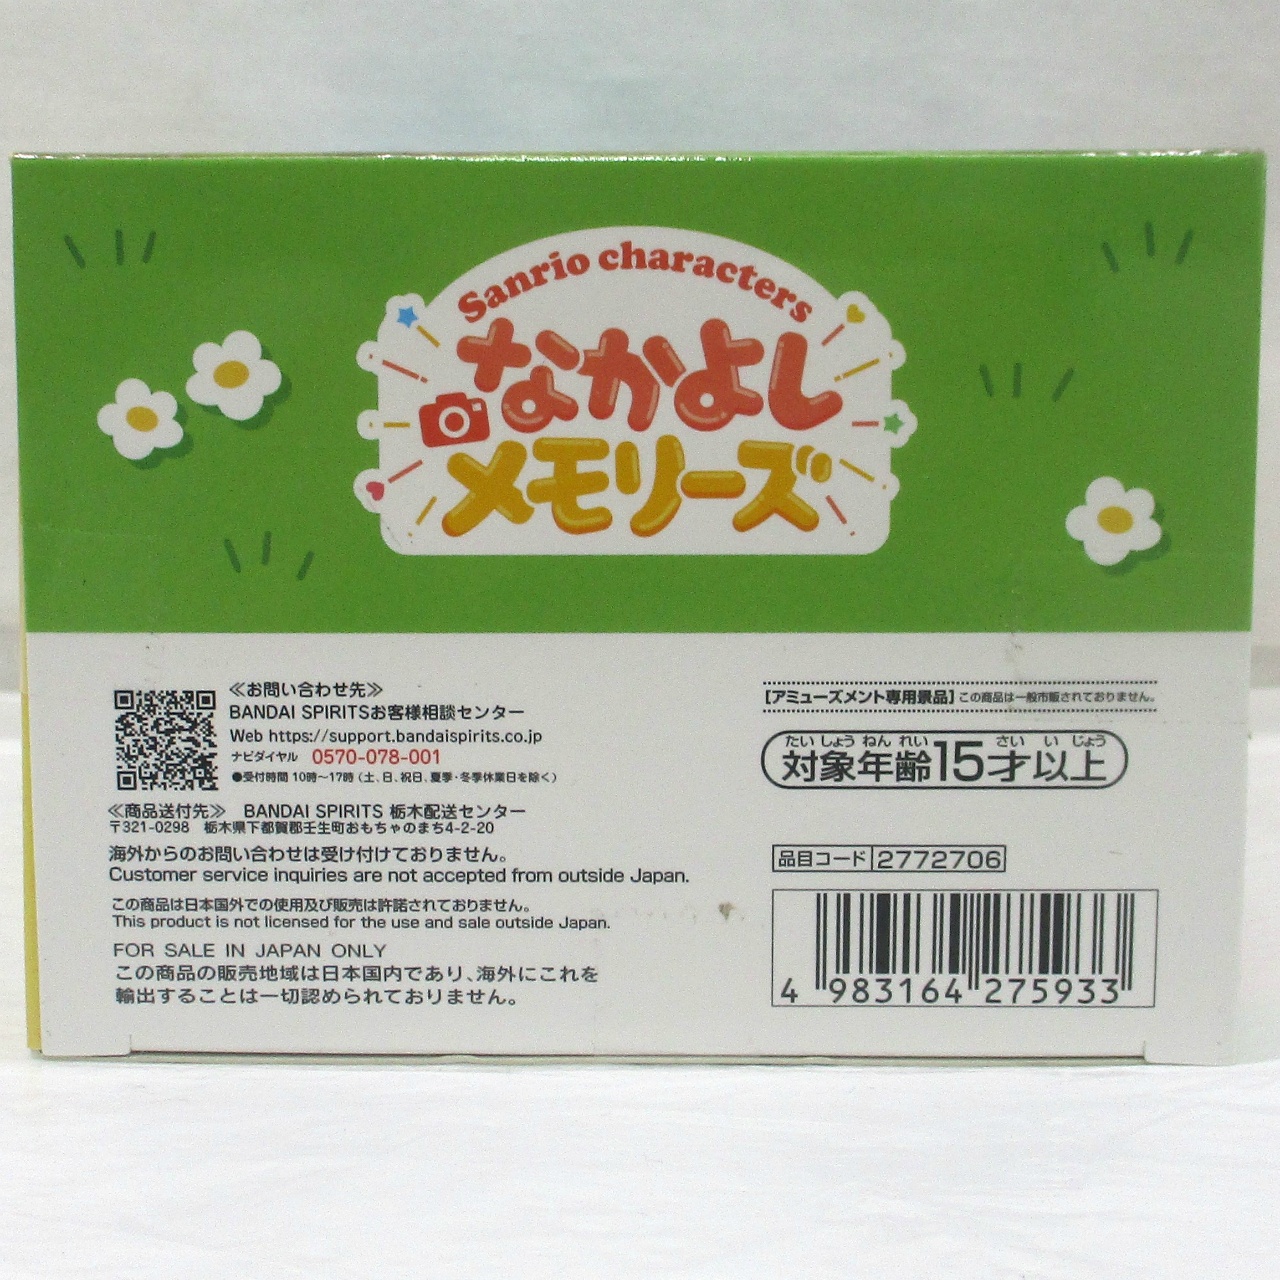 Sanrio characters
なかよし
メモリーズ
≪お問い合わせ先≫
BANDAI SPIRITSお客様相談センター
Web https://support.bandaispirits.co.jp
ナビダイヤル 0570-078-001
●受付時間 10時～17時（土、日、祝日、夏季・冬季休業日を除く）
≪商品送付先≫ BANDAI SPIRITS 栃木配送センター
〒321-0298 栃木県下都賀郡壬生町おもちゃのまち4-2-20
海外からのお問い合わせは受け付けておりません。
Customer service inquiries are not accepted from outside Japan.
この商品は日本国外での使用及び販売は許諾されておりません。
This product is not licensed for the use and sale outside Japan.
FOR SALE IN JAPAN ONLY
この商品の販売地域は日本国内であり、海外にこれを
輸出することは一切認められておりません。
【アミューズメント専用景品】この商品は一般市販されておりません。
たい しょう ねん れい さい い じょう
対象年齢15才以上
品目コード 2772706
4 983164 275933